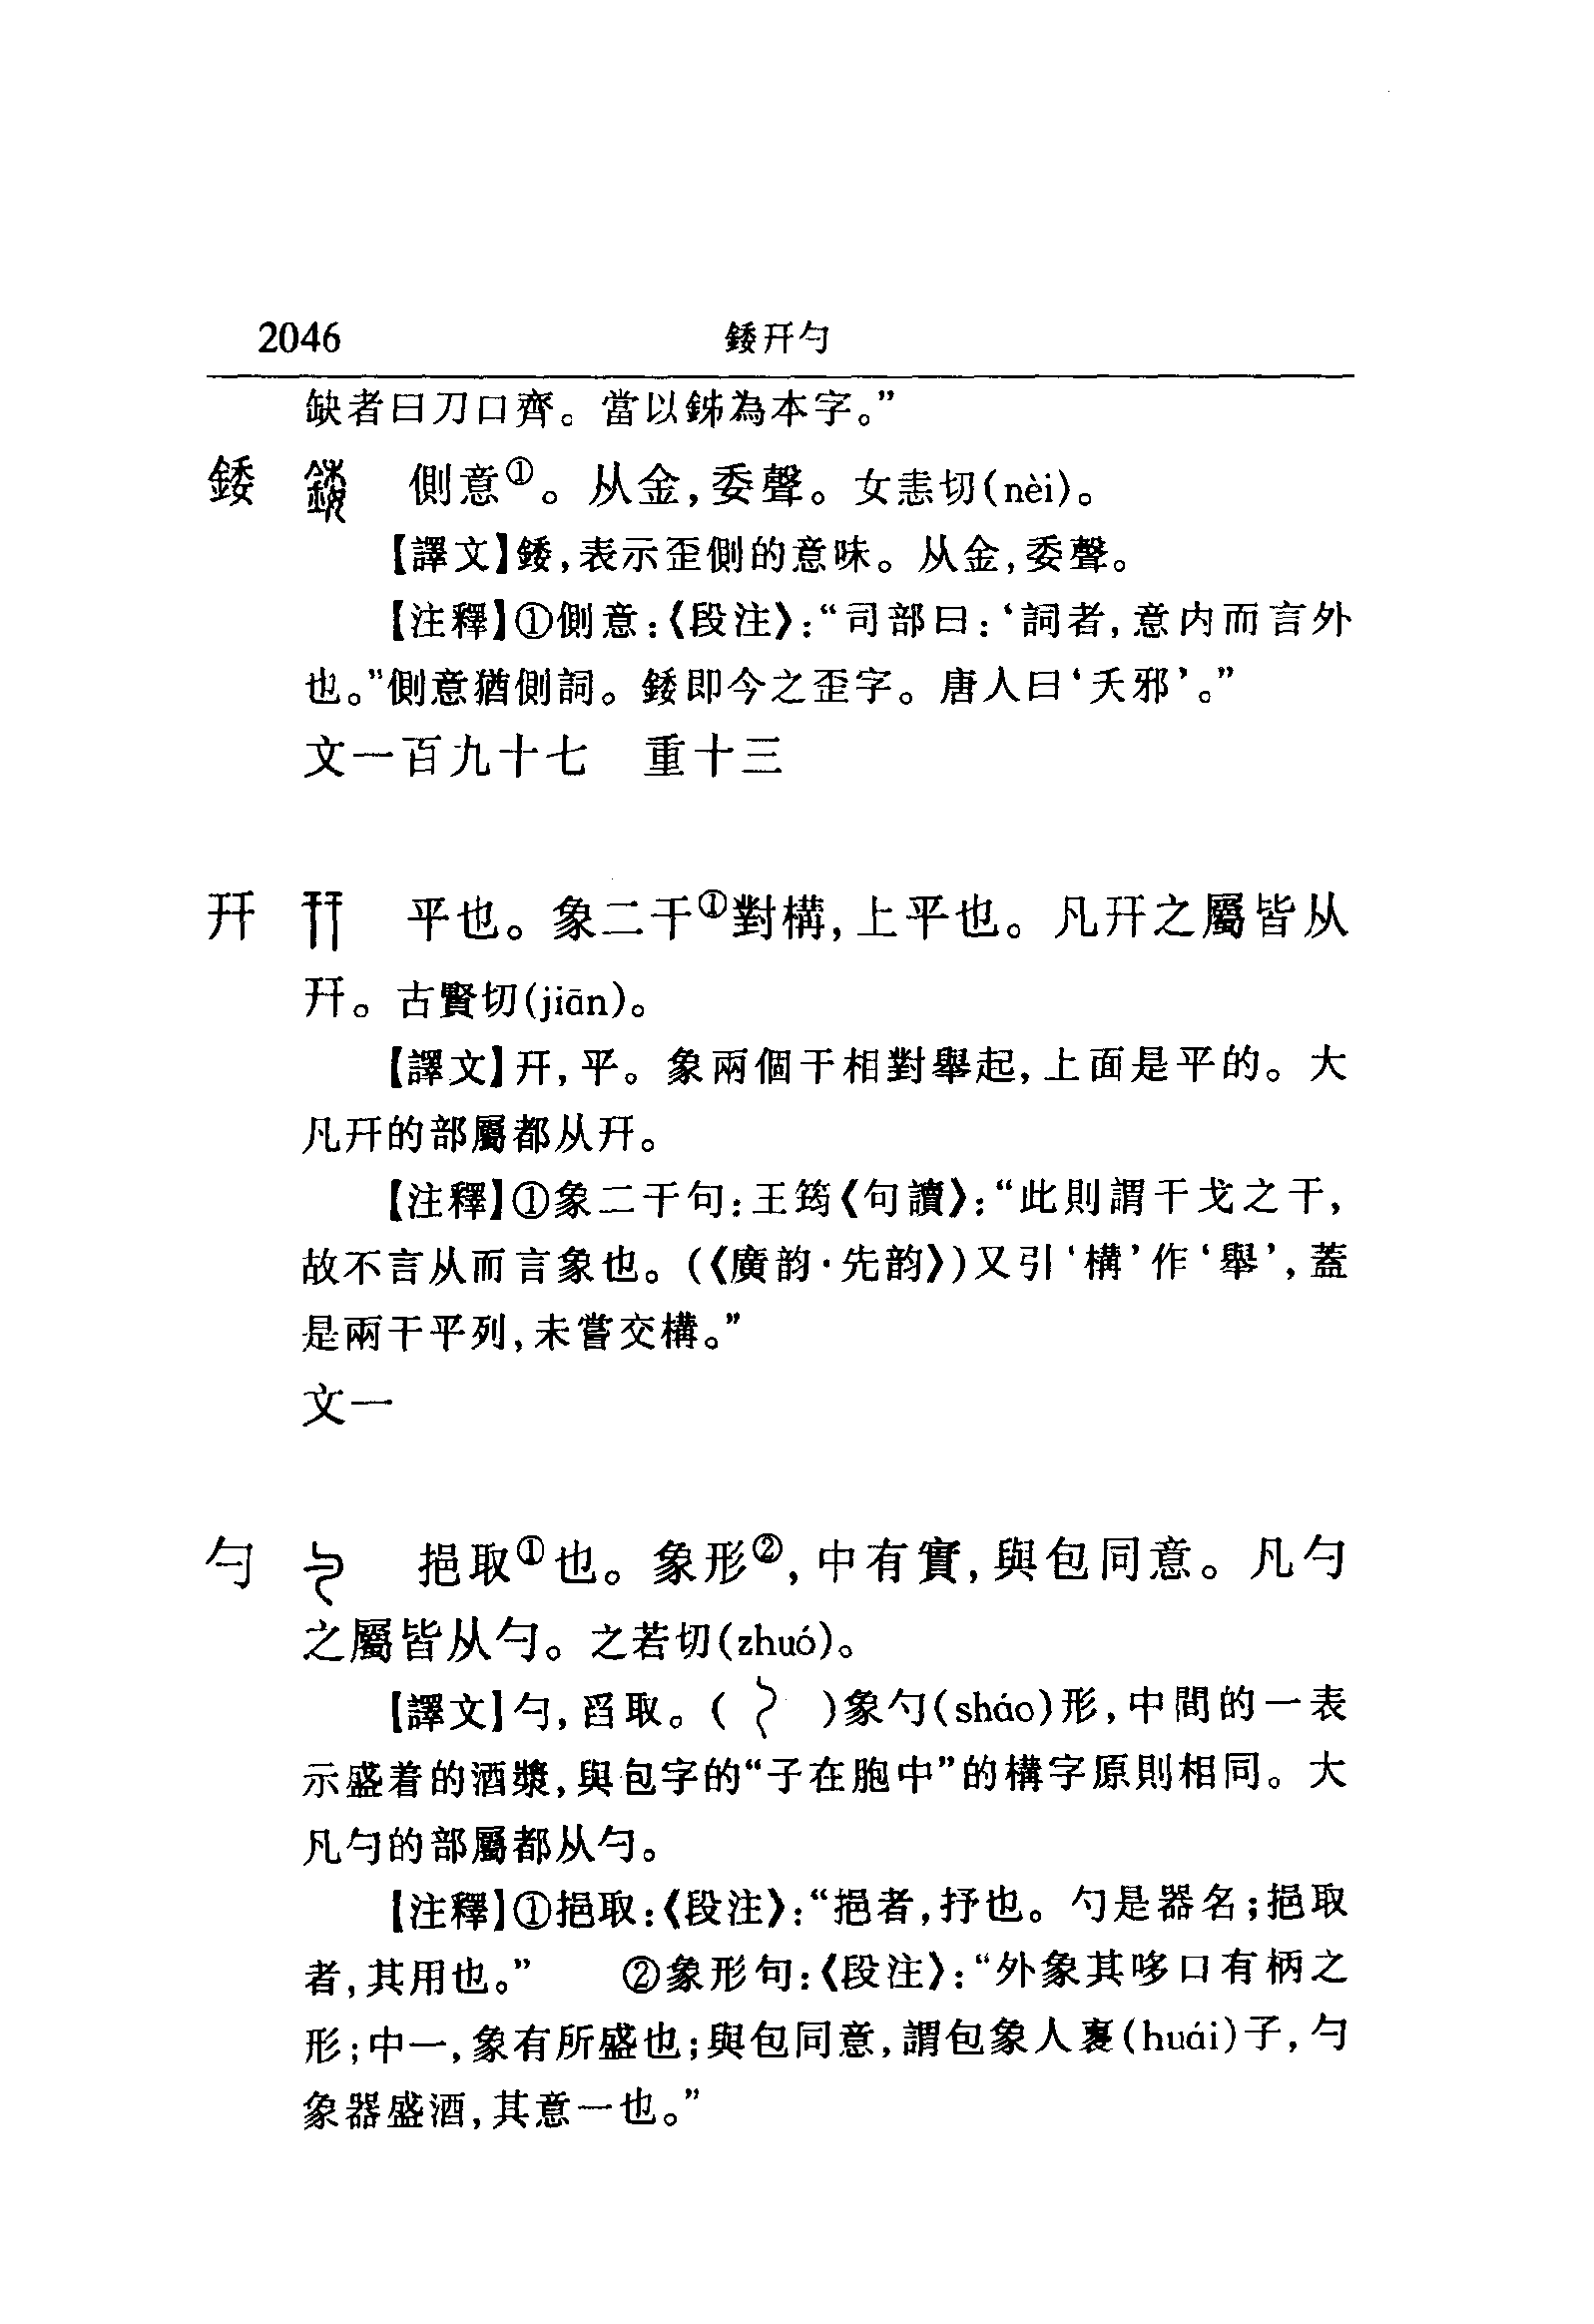 2046 錗幵勺
缺者曰刀口齊。當以銇為本字。”
錗 側意①。从金,委聲。女恚切(nèi)。
【譯文】錗,表示歪側的意味。从金,委聲。
【注釋】①側意:《段注》:“司部曰:‘詞者,意内而言外
也。”側意猶側詞。錗即今之歪字。唐人曰‘夭邪’。”
文一百九十七 重十三
幵 平也。象二干①對構,上平也。凡幵之屬皆从
幵。古賢切(jiān)。
【譯文】幵,平。象兩個干相對舉起,上面是平的。大
凡幵的部屬都从幵。
【注釋】①象二干句:王筠《句讀》:“此則謂干戈之干,
故不言从而言象也。(《廣韵·先韵》)又引‘構’作‘舉’,蓋
是兩干平列,未嘗交構。”
文一
勺 挹取①也。象形②,中有實,與包同意。凡勺
之屬皆从勺。之若切(zhuó)。
【譯文】勺,舀取。( )象勺(sháo)形,中間的一表
示盛着的酒漿,與包字的“子在胞中”的構字原則相同。大
凡勺的部屬都从勺。
【注釋】①挹取:《段注》:“挹者,抒也。勺是器名;挹取
者,其用也。” ②象形句:《段注》:“外象其哆口有柄之
形;中一,象有所盛也;與包同意,謂包象人裹(huái)子,勺
象器盛酒,其意一也。”